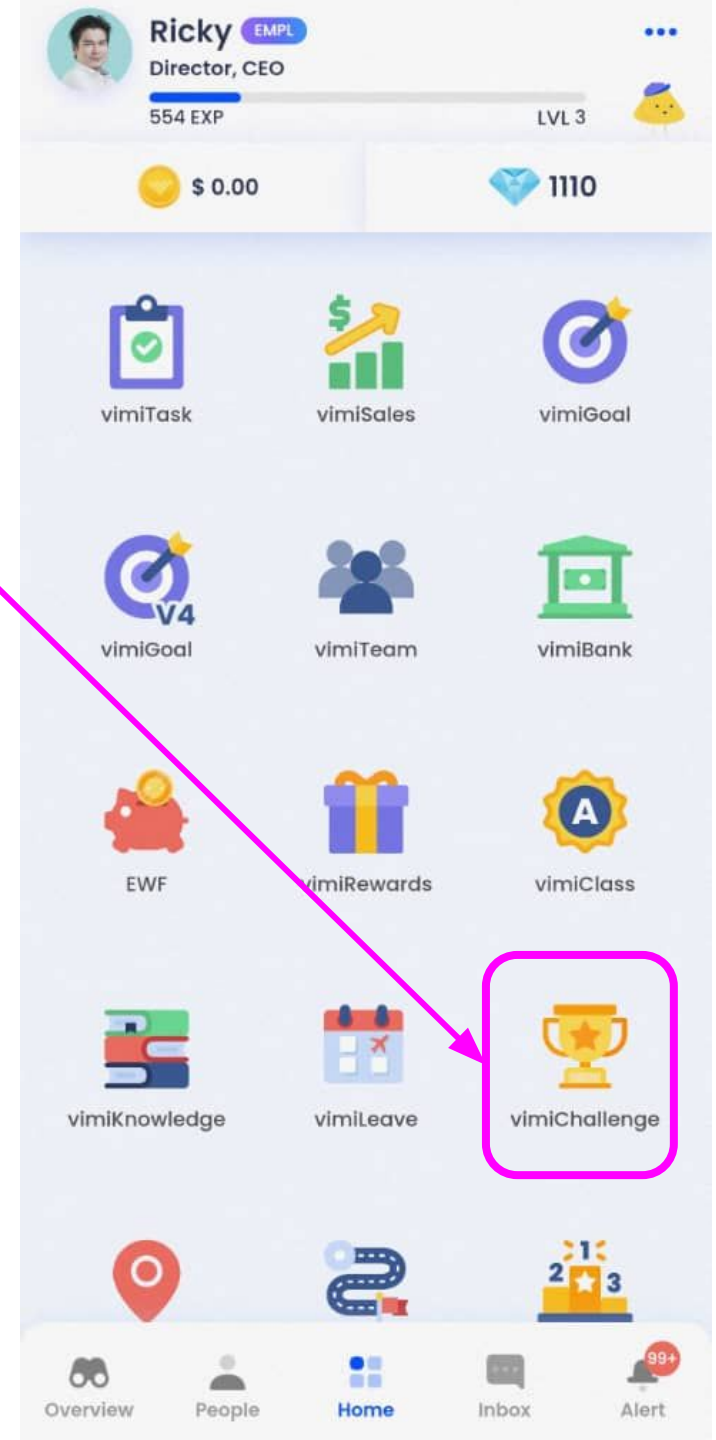 Ricky EMPL
Director, CEO
554 EXP LVL 3
$ 0.00 1110
$
vimiTask vimiSales vimiGoal
V4
vimiGoal vimiTeam vimiBank
A
EWF vimiRewards vimiClass
vimiKnowledge vimiLeave vimiChallenge
1
2 3
99+
Overview People Home Inbox Alert